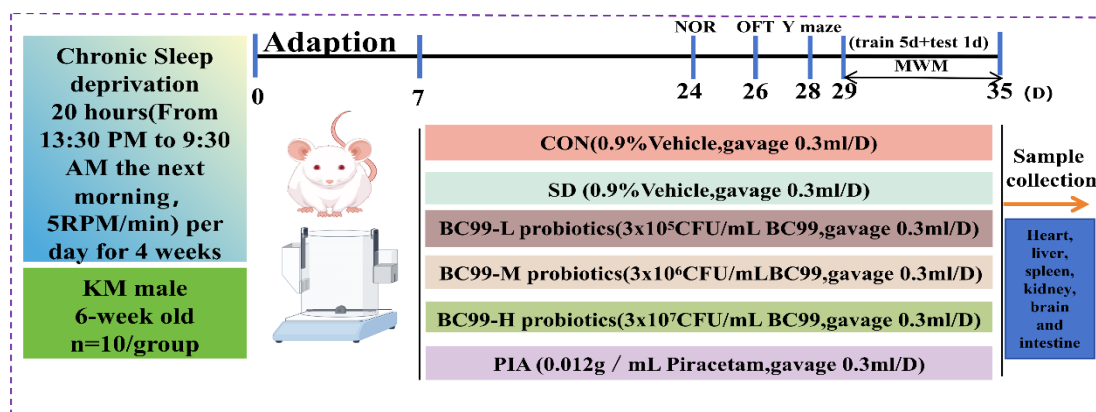 Chronic Sleep
deprivation
20 hours(From
13:30 PM to 9:30
AM the next
morning,
5RPM/min) per
day for 4 weeks
KM male
6-week old
n=10/group
Adaption
NOR OFT Y maze
(train 5d+test 1d)
MWM
0 7 24 26 28 29 35 (D)
CON(0.9%Vehicle,gavage 0.3ml/D)
SD (0.9%Vehicle,gavage 0.3ml/D)
BC99-L probiotics(3x10⁵CFU/mL BC99,gavage 0.3ml/D)
BC99-M probiotics(3x10⁶CFU/mLBC99,gavage 0.3ml/D)
BC99-H probiotics(3x10⁷CFU/mL BC99,gavage 0.3ml/D)
PIA (0.012g / mL Piracetam,gavage 0.3ml/D)
Sample
collection
Heart,
liver,
spleen,
kidney,
brain
and
intestine